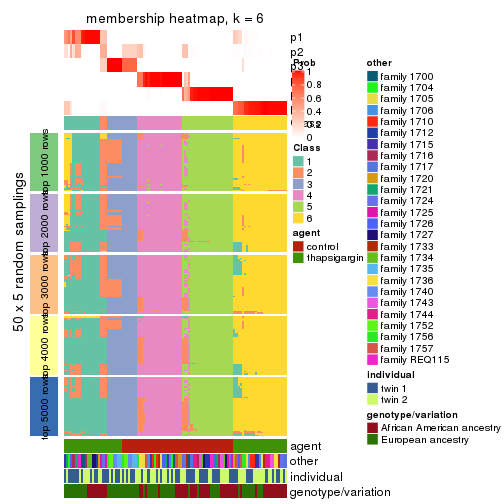 membership heatmap, k = 6
p1
p2
p3
Prob
1
0.8
0.6
0.4
0.2
0
Class
1
2
3
4
5
6
agent
control
thapsigargin
50 x 5 random samplings
top 1000 rows
top 2000 rows
top 3000 rows
top 4000 rows
top 5000 rows
agent
other
individual
genotype/variation
other
family 1700
family 1704
family 1705
family 1706
family 1710
family 1712
family 1715
family 1716
family 1717
family 1720
family 1721
family 1724
family 1725
family 1726
family 1727
family 1733
family 1734
family 1735
family 1736
family 1740
family 1743
family 1744
family 1752
family 1756
family 1757
family REQ115
individual
twin 1
twin 2
genotype/variation
African American ancestry
European ancestry